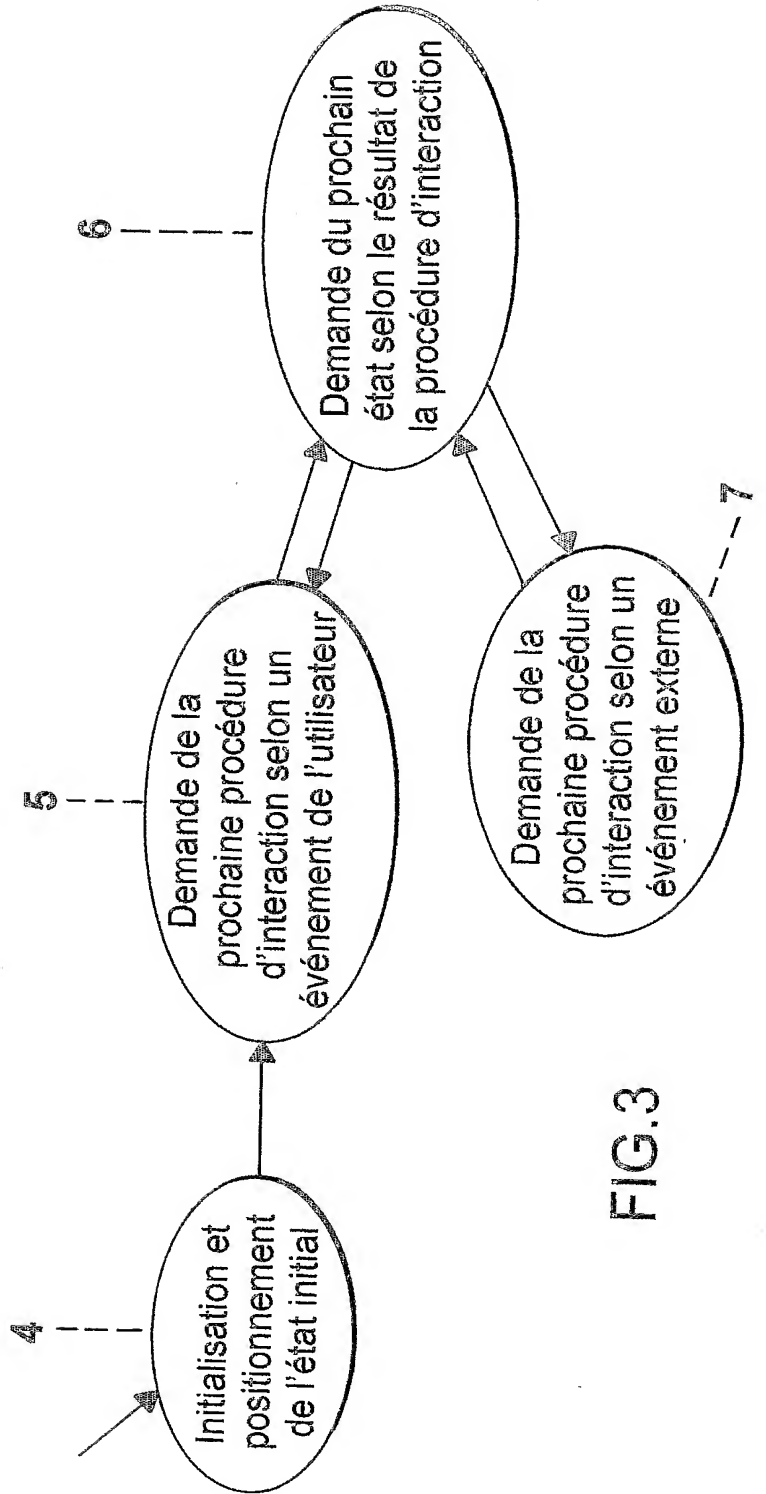 4
Initialisation et
positionnement
de l'état initial
5
Demande de la
prochaine procédure
d'interaction selon un
événement de l'utilisateur
6
Demande du prochain
état selon le résultat de
la procédure d'interaction
7
Demande de la
prochaine procédure
d'interaction selon un
événement externe
FIG.3